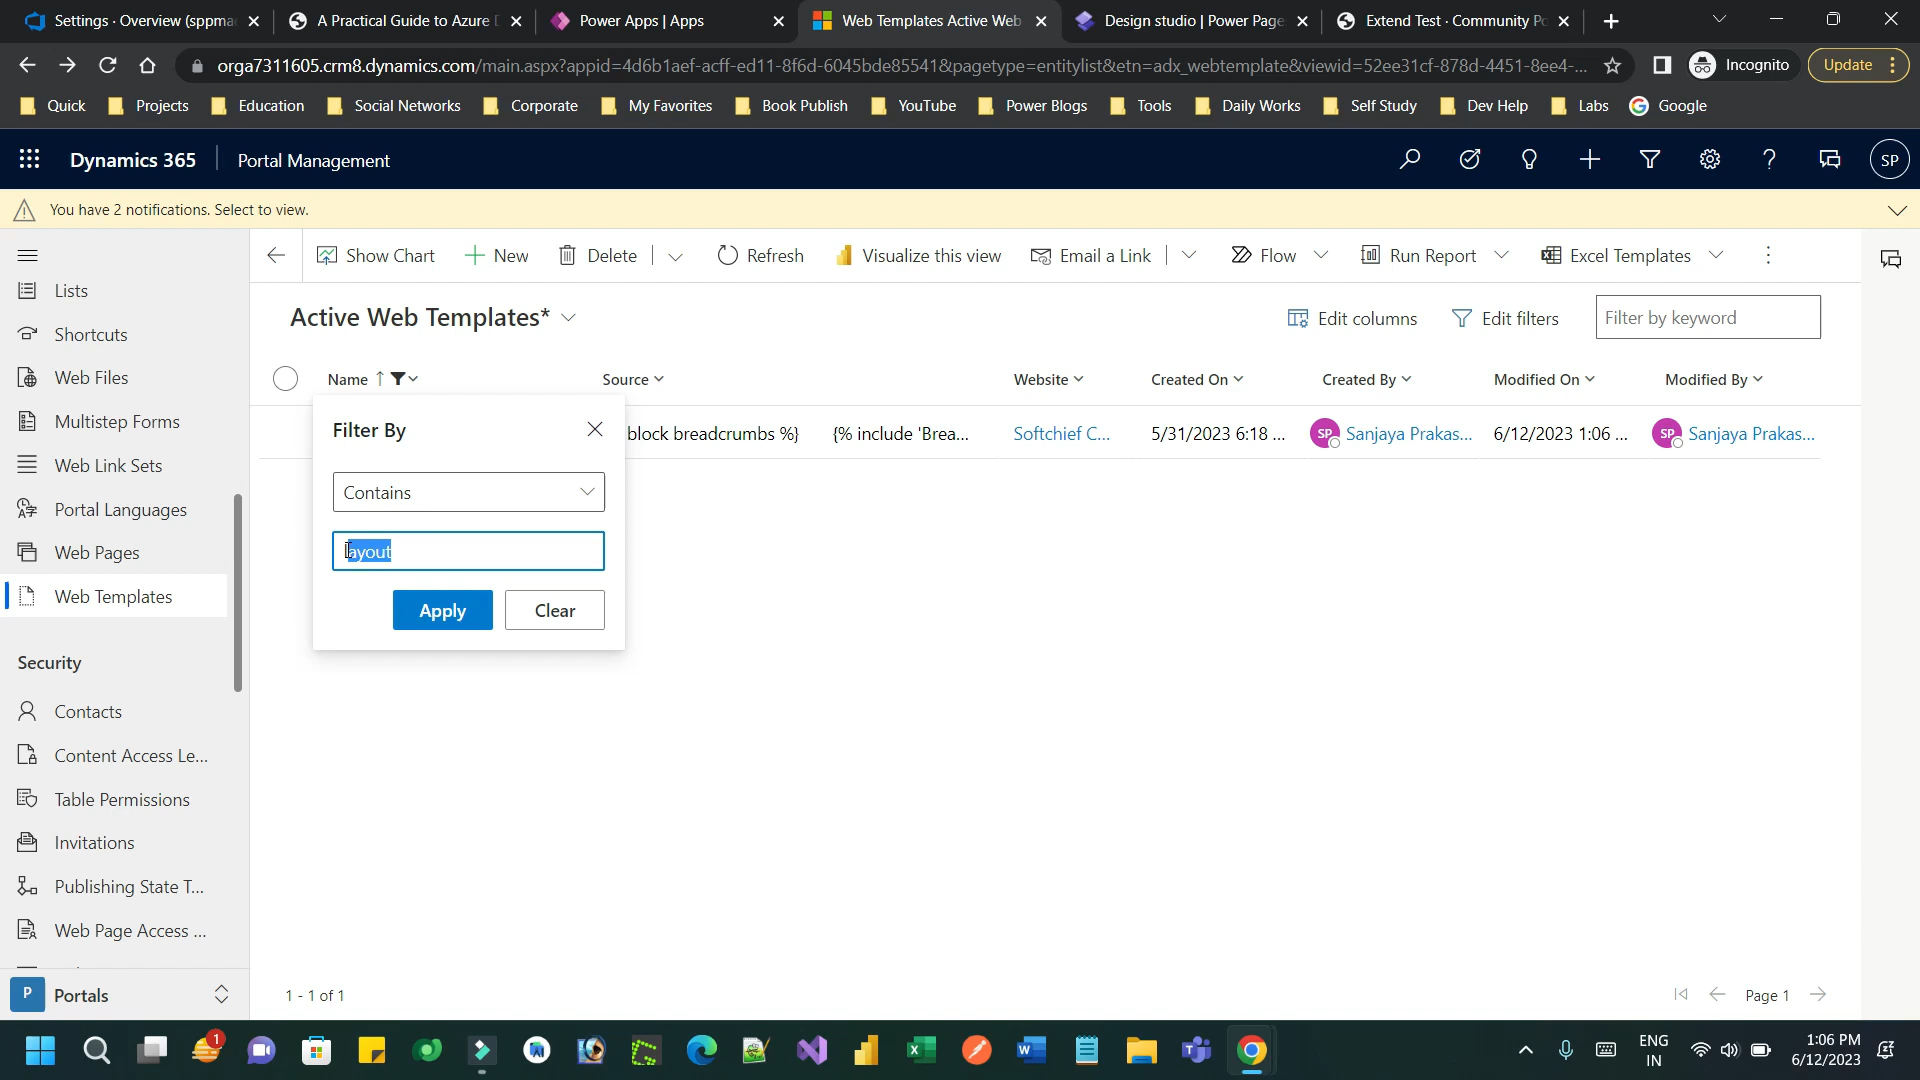 Settings · Overview (sppma
A Practical Guide to Azure D
Power Apps | Apps
Web Templates Active Web
Design studio | Power Page
Extend Test · Community Po
orga7311605.crm8.dynamics.com/main.aspx?appid=4d6b1aef-acff-ed11-8f6d-6045bde85541&pagetype=entitylist&etn=adx_webtemplate&viewid=52ee31cf-878d-4451-8ee4-...
Incognito
Update
Quick
Projects
Education
Social Networks
Corporate
My Favorites
Book Publish
YouTube
Power Blogs
Tools
Daily Works
Self Study
Dev Help
Labs
Google
Dynamics 365
Portal Management
SP
You have 2 notifications. Select to view.
Show Chart
New
Delete
Refresh
Visualize this view
Email a Link
Flow
Run Report
Excel Templates
Lists
Shortcuts
Web Files
Multistep Forms
Web Link Sets
Portal Languages
Web Pages
Web Templates
Security
Contacts
Content Access Le...
Table Permissions
Invitations
Publishing State T...
Web Page Access ...
P
Portals
Active Web Templates*
Edit columns
Edit filters
Filter by keyword
Name
Source
Website
Created On
Created By
Modified On
Modified By
block breadcrumbs %}
{% include 'Brea...
Softchief C...
5/31/2023 6:18 ...
SP
Sanjaya Prakas...
6/12/2023 1:06 ...
SP
Sanjaya Prakas...
Filter By
Contains
layout
Apply
Clear
1 - 1 of 1
Page 1
1
ENG
IN
1:06 PM
6/12/2023